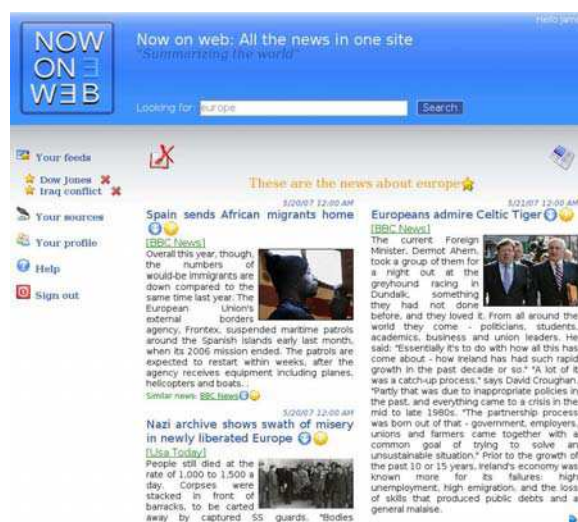 Hello Jame
NOW
ON E
WEB
Now on web: All the news in one site
"Summarizing the world"
Looking for: europe Search
Your feeds
Dow Jones
Iraq conflict
Your sources
Your profile
Help
Sign out
These are the news about europe
5/20/07 12:00 AM
Spain sends African migrants home
[BBC News]
Overall this year, though,
the numbers of
would-be immigrants are
down compared to the
same time last year. The
European Union's
external borders
agency, Frontex, suspended maritime patrols
around the Spanish islands early last month,
when its 2006 mission ended. The patrols are
expected to restart within weeks, after the
agency receives equipment including planes,
helicopters and boats...
Similar news: BBC News
5/20/07 12:00 AM
Nazi archive shows swath of misery
in newly liberated Europe
[Usa Today]
People still died at the
rate of 1,000 to 1,500 a
day. Corpses were
stacked in front of
barracks, to be carted
away by captured SS guards. "Bodies
5/21/07 12:00 AM
Europeans admire Celtic Tiger
[BBC News]
The current Foreign
Minister, Dermot Ahern,
took a group of them for
a night out at the
greyhound racing in
Dundalk, something
they had not done
before, and they loved it. From all around the
world they come - politicians, students,
academics, business and union leaders. He
said: "Essentially it's to do with how all this has
come about - how Ireland has had such rapid
growth in the past decade or so." "A lot of it
was a catch-up process," says David Croughan.
"Partly that was due to inappropriate policies in
the past, and everything came to a crisis in the
mid to late 1980s. "The partnership process
was born out of that - government, employers,
unions and farmers came together with a
common goal of trying to solve an
unsustainable situation." Prior to the growth of
the past 10 or 15 years, Ireland's economy was
known more for its failures: high
unemployment, high emigration, and the loss
of skills that produced public debts and a
general malaise.